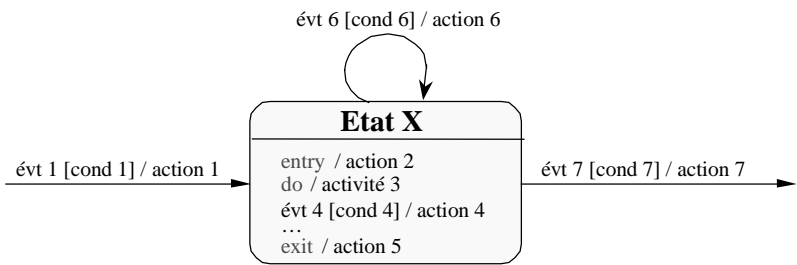 évt 6 [cond 6] / action 6
Etat X
évt 1 [cond 1] / action 1
entry / action 2
do / activité 3
évt 4 [cond 4] / action 4
…
exit / action 5
évt 7 [cond 7] / action 7